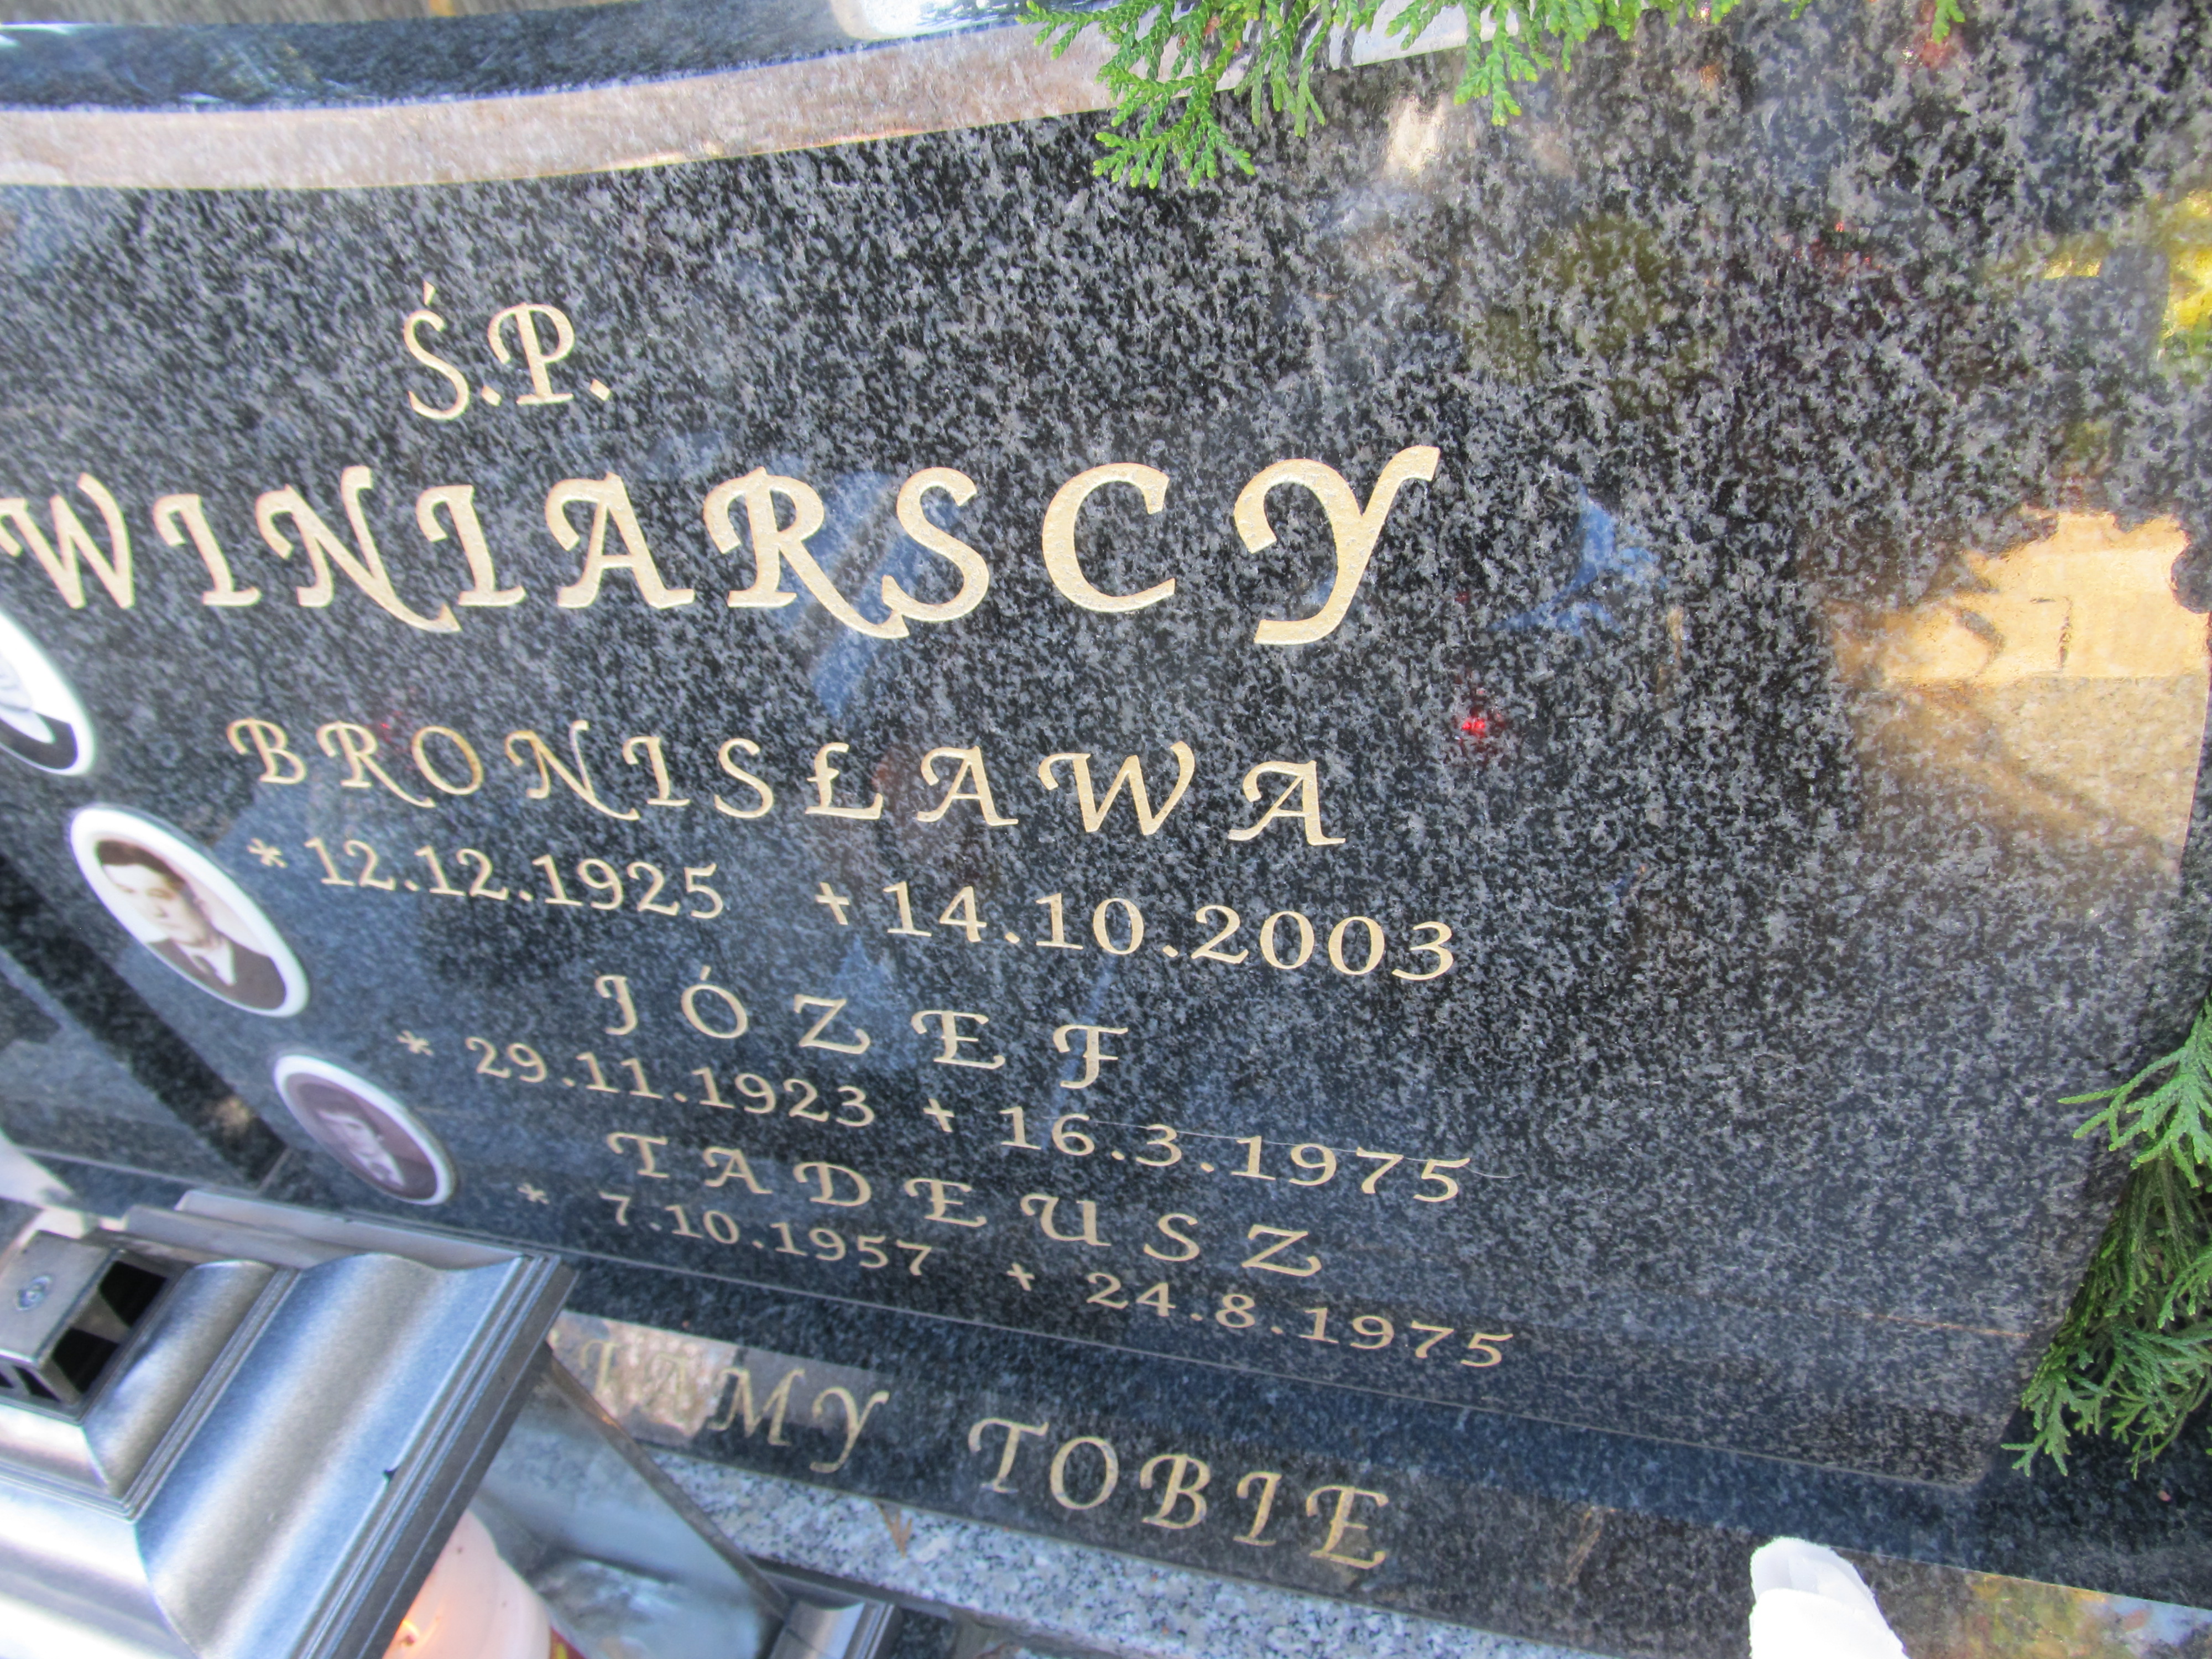 Ś.P.
WINIARSCY
BRONISŁAWA
* 12.12.1925 + 14.10.2003
JÓZEF
* 29.11.1923 + 16.3.1975
TADEUSZ
* 7.10.1957 + 24.8.1975
TOBIE